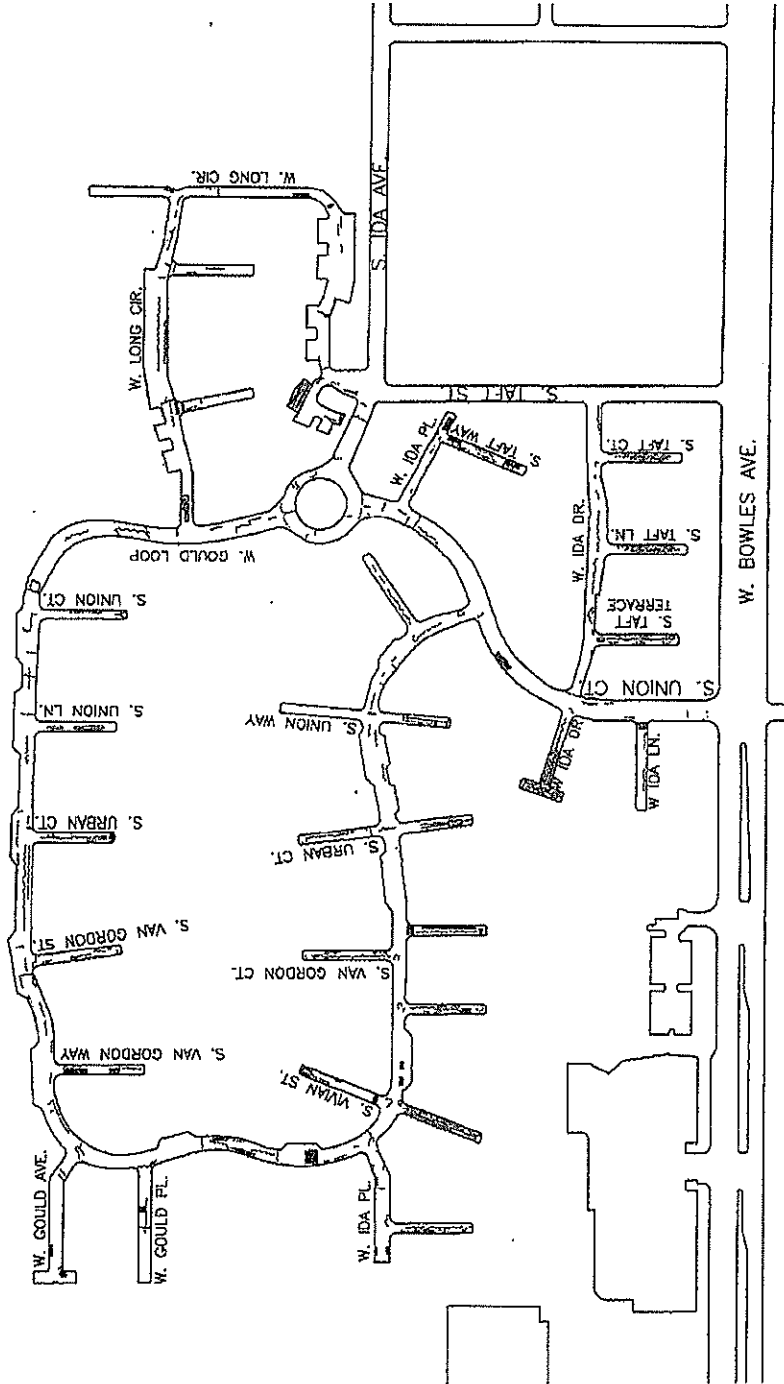 W. LONG CIR.
S. IDA AVE.
W. LONG CIR.
S. TAFT ST.
W. IDA PL.
S. TAFT WAY
S. TAFT CT.
W. IDA DR.
S. TAFT LN.
S. TAFT
TERRACE
W. BOWLES AVE.
W. GOULD LOOP
S. UNION CT.
S. UNION CT.
S. UNION LN.
S. UNION WAY
W IDA DR.
W IDA LN.
S. URBAN CT.
S. URBAN CT.
S. VAN GORDON ST.
S. VAN GORDON CT.
S. VAN GORDON WAY
S. VIVIAN ST.
W. GOULD AVE.
W. GOULD PL.
W. IDA PL.